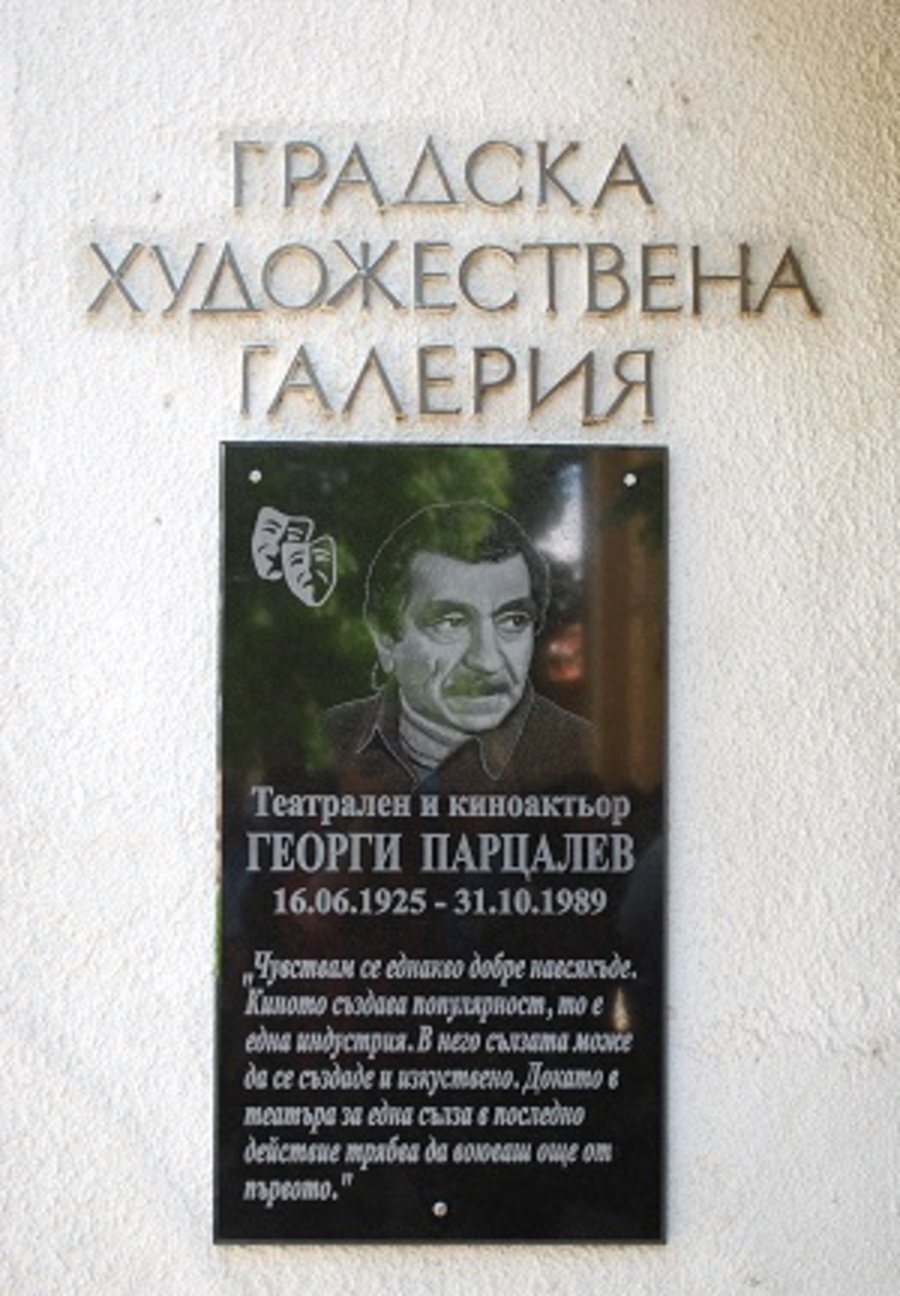 ГРАДСКА
ХУДОЖЕСТВЕНА
ГАЛЕРИЯ
Театрален и киноактьор
ГЕОРГИ ПАРЦАЛЕВ
16.06.1925 - 31.10.1989
„Чувствам се еднакво добре навсякъде.
Киното създава популярност, то е
една индустрия. В него сълзата може
да се създаде и изкуствено. Докато в
театъра за една сълза в последно
действие трябва да воюваш още от
първото."